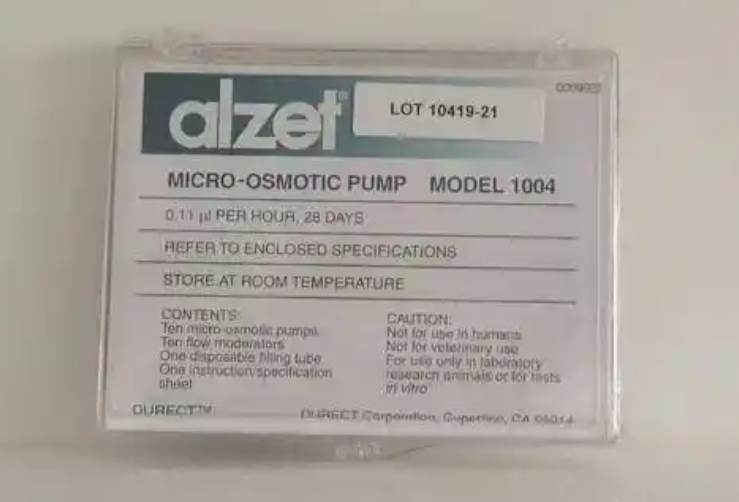 alzet®
LOT 10419-21
MICRO-OSMOTIC PUMP MODEL 1004
0.11 µl PER HOUR, 28 DAYS
REFER TO ENCLOSED SPECIFICATIONS
STORE AT ROOM TEMPERATURE
CONTENTS:
Ten micro-osmotic pumps
Ten flow moderators
One disposable filling tube
One instruction/specification
sheet
CAUTION:
Not for use in humans
Not for veterinary use
For use only in laboratory
research animals or for tests
in vitro
DURECT™
DURECT Corporation, Cupertino, CA 95014